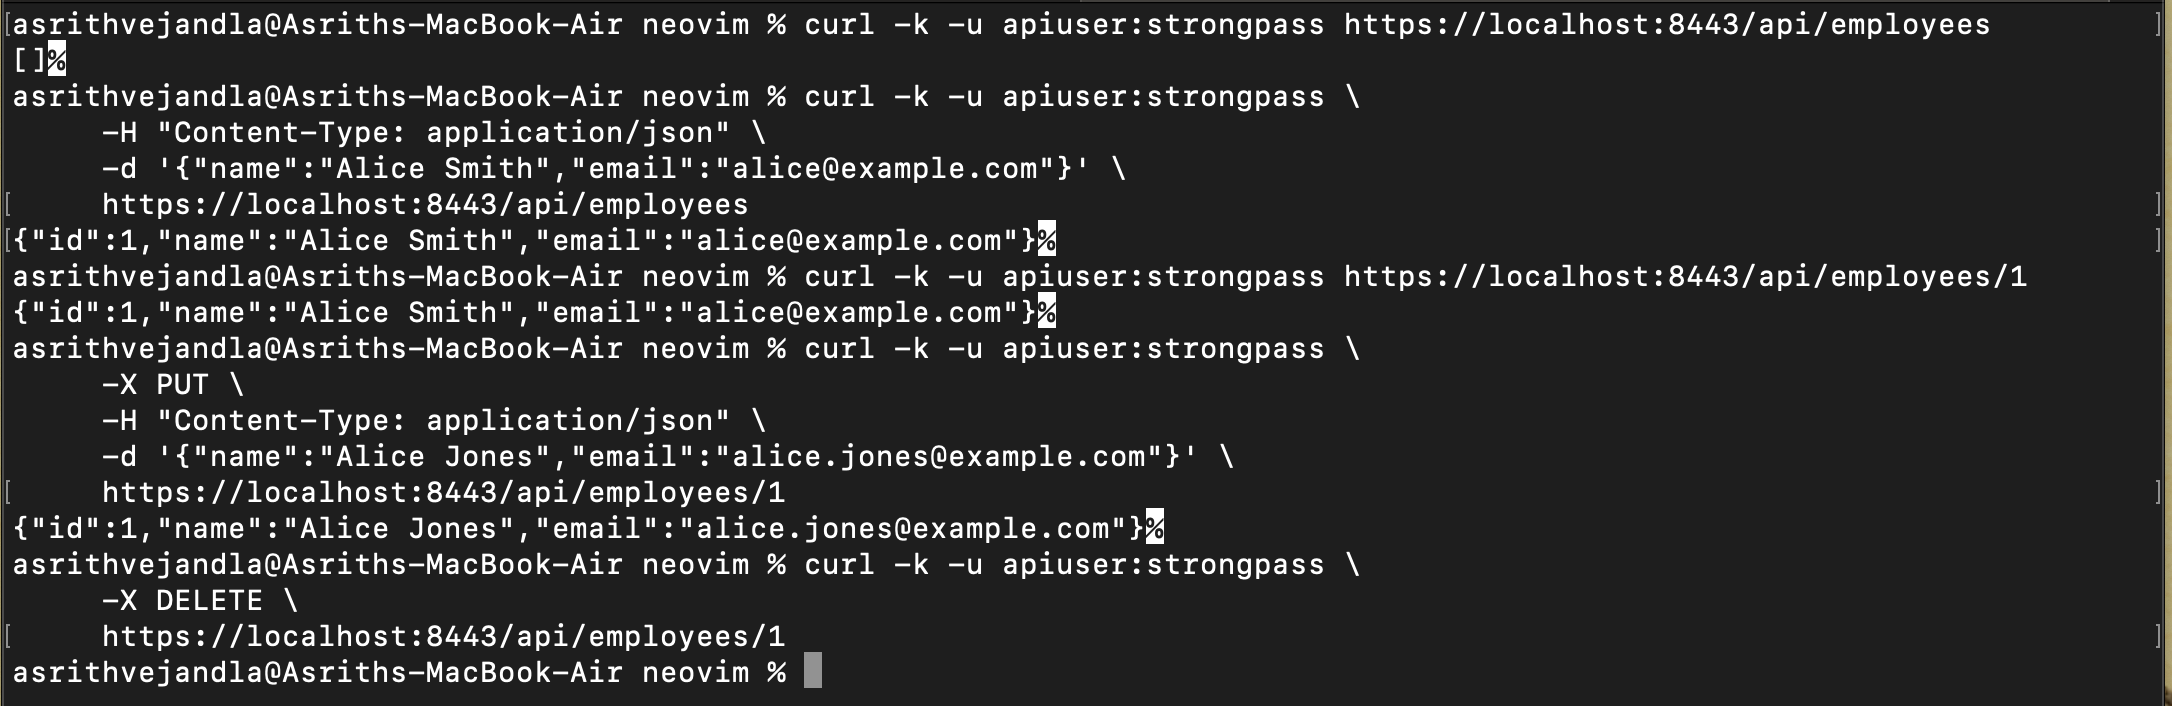 [asrithvejandla@Asriths-MacBook-Air neovim % curl -k -u apiuser:strongpass https://localhost:8443/api/employees ]
[]%
asrithvejandla@Asriths-MacBook-Air neovim % curl -k -u apiuser:strongpass \
     -H "Content-Type: application/json" \
     -d '{"name":"Alice Smith","email":"alice@example.com"}' \
[     https://localhost:8443/api/employees ]
[{"id":1,"name":"Alice Smith","email":"alice@example.com"}% ]
asrithvejandla@Asriths-MacBook-Air neovim % curl -k -u apiuser:strongpass https://localhost:8443/api/employees/1
{"id":1,"name":"Alice Smith","email":"alice@example.com"}%
asrithvejandla@Asriths-MacBook-Air neovim % curl -k -u apiuser:strongpass \
     -X PUT \
     -H "Content-Type: application/json" \
     -d '{"name":"Alice Jones","email":"alice.jones@example.com"}' \
[     https://localhost:8443/api/employees/1 ]
{"id":1,"name":"Alice Jones","email":"alice.jones@example.com"}%
asrithvejandla@Asriths-MacBook-Air neovim % curl -k -u apiuser:strongpass \
     -X DELETE \
[     https://localhost:8443/api/employees/1 ]
asrithvejandla@Asriths-MacBook-Air neovim %